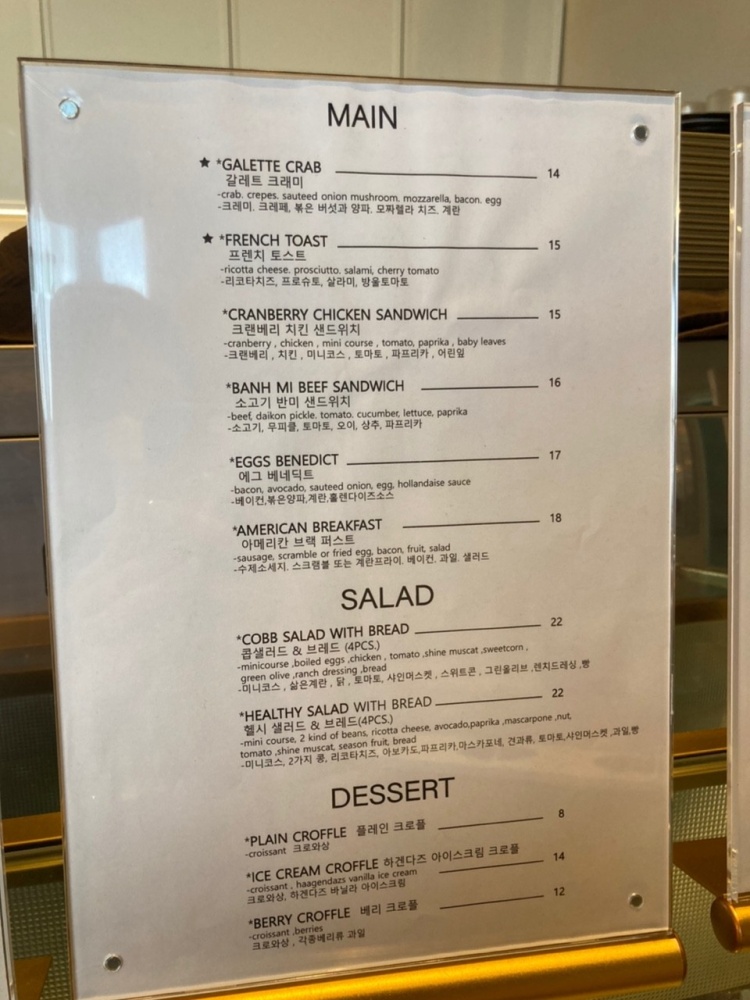 MAIN
★ *GALETTE CRAB 14
갈레트 크래미
-crab. crepes. sauteed onion mushroom. mozzarella, bacon. egg
-크레미. 크레페, 볶은 버섯과 양파. 모짜렐라 치즈. 계란
★ *FRENCH TOAST 15
프렌치 토스트
-ricotta cheese. prosciutto. salami, cherry tomato
-리코타치즈, 프로슈토, 살라미, 방울토마토
*CRANBERRY CHICKEN SANDWICH 15
크랜베리 치킨 샌드위치
-cranberry , chicken , mini course , tomato, paprika , baby leaves
-크랜베리 , 치킨 , 미니코스 , 토마토 , 파프리카 , 어린잎
*BANH MI BEEF SANDWICH 16
소고기 반미 샌드위치
-beef, daikon pickle. tomato. cucumber, lettuce, paprika
-소고기, 무피클, 토마토, 오이, 상추, 파프리카
*EGGS BENEDICT 17
에그 베네딕트
-bacon, avocado, sauteed onion, egg, hollandaise sauce
-베이컨,볶은양파,계란,홀렌다이즈소스
*AMERICAN BREAKFAST 18
아메리칸 브랙 퍼스트
-sausage, scramble or fried egg, bacon, fruit, salad
-수제소세지. 스크램블 또는 계란프라이. 베이컨. 과일. 샐러드
SALAD
*COBB SALAD WITH BREAD 22
콥샐러드 & 브레드 (4PCS.)
-minicourse ,boiled eggs ,chicken , tomato ,shine muscat ,sweetcorn ,
green olive ,ranch dressing ,bread
-미니코스 , 삶은계란 , 닭 , 토마토, 샤인머스켓 , 스위트콘 , 그린올리브 ,렌치드레싱 ,빵
*HEALTHY SALAD WITH BREAD 22
헬시 샐러드 & 브레드(4PCS.)
-mini course, 2 kind of beans, ricotta cheese, avocado,paprika ,mascarpone ,nut,
tomato ,shine muscat, season fruit, bread
-미니코스, 2가지 콩, 리코타치즈, 아보카도,파프리카,마스카포네, 견과류, 토마토,샤인머스켓 ,과일,빵
DESSERT
*PLAIN CROFFLE 플레인 크로플 8
-croissant 크로와상
*ICE CREAM CROFFLE 하겐다즈 아이스크림 크로플 14
-croissant , haagendazs vanilla ice cream
크로와상, 하겐다즈 바닐라 아이스크림
*BERRY CROFFLE 베리 크로플 12
-croissant ,berries
크로와상 , 각종베리류 과일